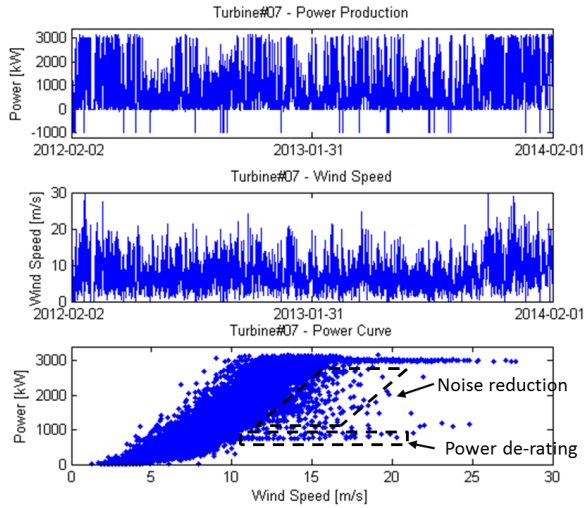 Turbine#07 - Power Production
Power [kW]
3000
2000
1000
0
-1000
2012-02-02
2013-01-31
2014-02-01
Turbine#07 - Wind Speed
Wind Speed [m/s]
30
20
10
0
2012-02-02
2013-01-31
2014-02-01
Turbine#07 - Power Curve
Power [kW]
3000
2000
1000
0
Noise reduction
Power de-rating
0
5
10
15
20
25
30
Wind Speed [m/s]